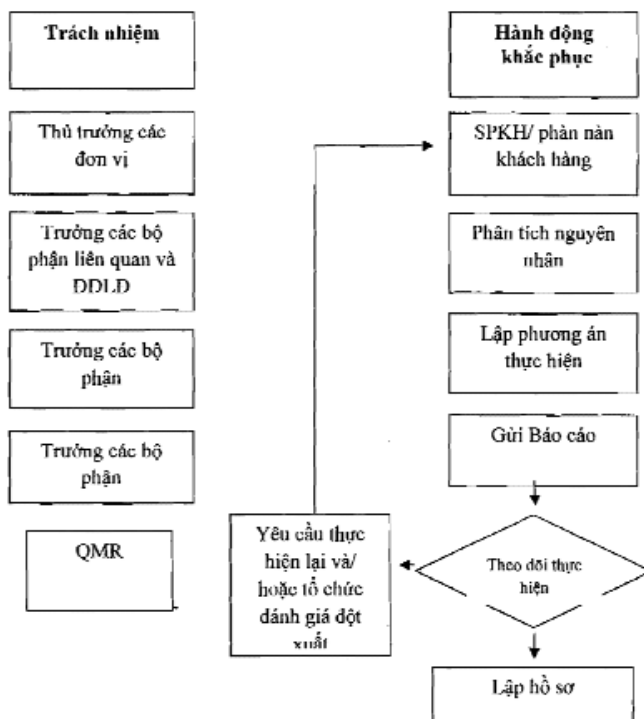 Trách nhiệm
Hành động
khắc phục
Thủ trưởng các
đơn vị
SPKH/ phàn nàn
khách hàng
Trưởng các bộ
phận liên quan và
DDLD
Phân tích nguyên
nhân
Trưởng các bộ
phận
Lập phương án
thực hiện
Trưởng các bộ
phận
Gửi Báo cáo
QMR
Yêu cầu thực
hiện lại và/
hoặc tổ chức
đánh giá đột
xuất
Theo dõi thực
hiện
Lập hồ sơ